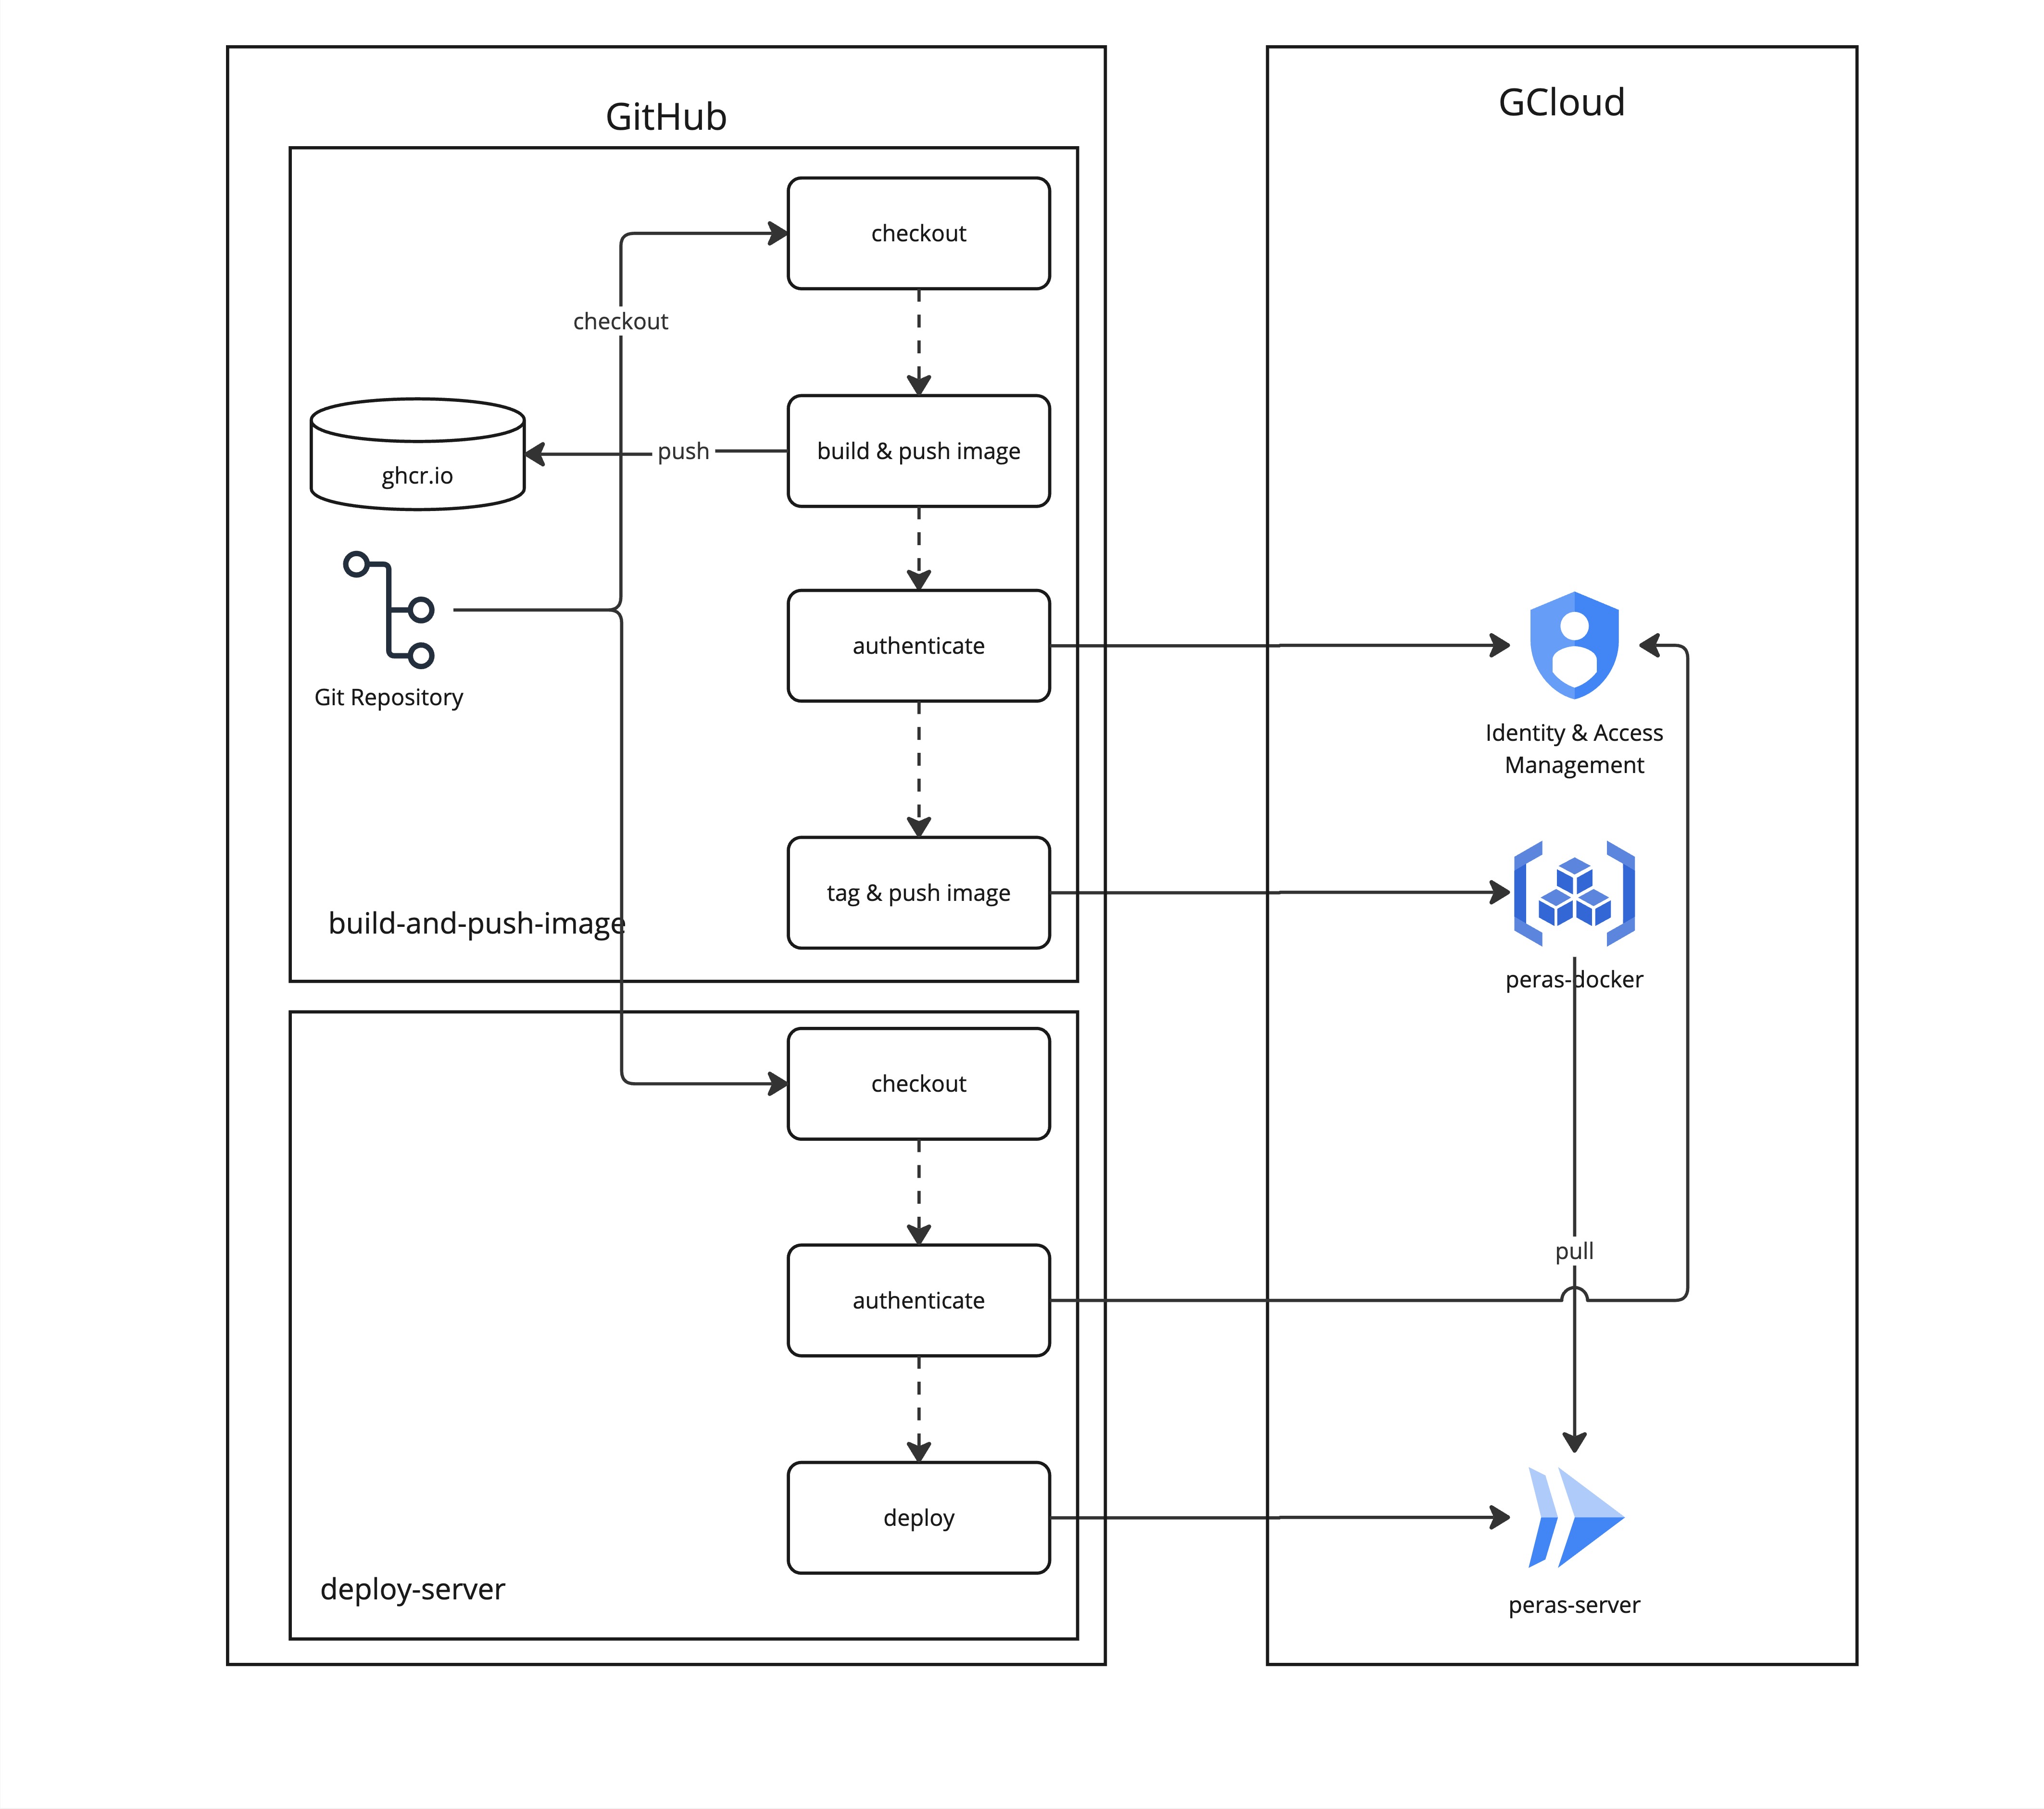 GitHub
GCloud
checkout
checkout
build & push image
push
ghcr.io
authenticate
Git Repository
Identity & Access
Management
tag & push image
build-and-push-image
peras-docker
checkout
pull
authenticate
deploy
deploy-server
peras-server